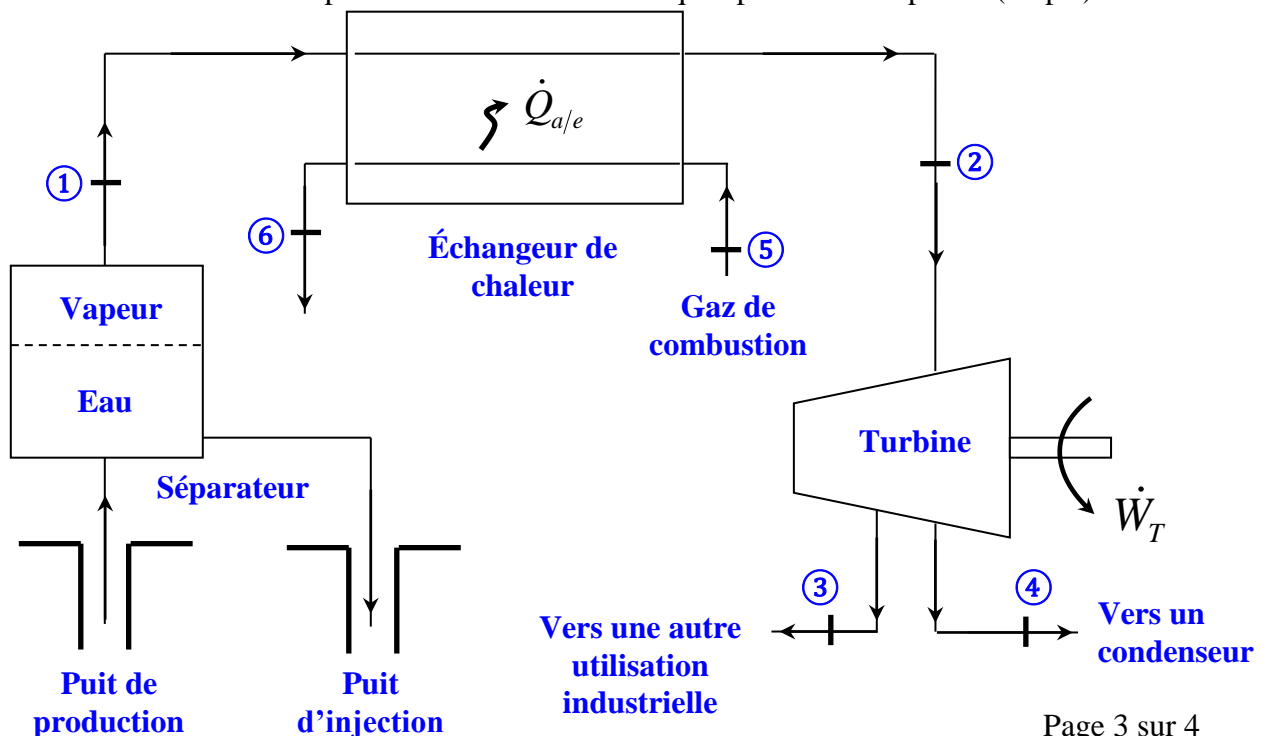 Q̇a/e
①
②
⑥
⑤
Échangeur de
chaleur
Gaz de
combustion
Vapeur
Eau
Séparateur
Turbine
ẆT
③
④
Vers une autre
utilisation
industrielle
Vers un
condenseur
Puit de
production
Puit
d'injection
Page 3 sur 4